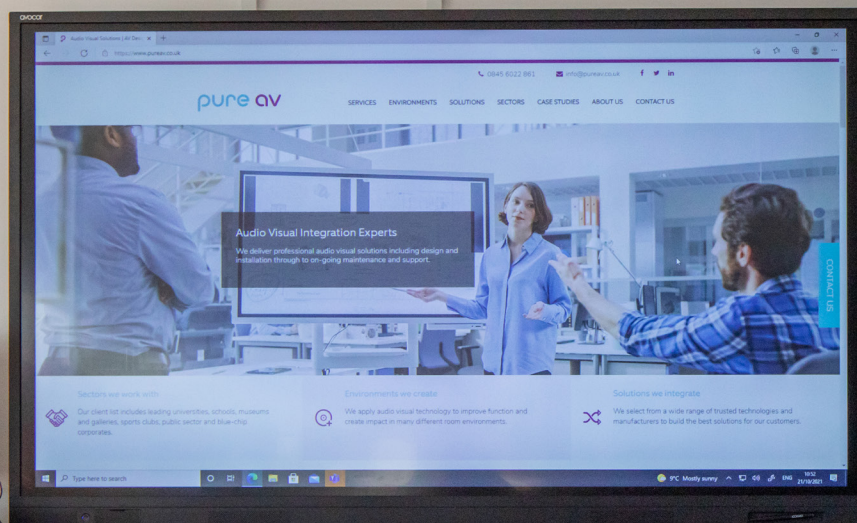 avocor
Audio Visual Solutions | AV Desi
https://www.pureav.co.uk
0845 6022 861 info@pureav.co.uk
pure av
SERVICES ENVIRONMENTS SOLUTIONS SECTORS CASE STUDIES ABOUT US CONTACT US
Audio Visual Integration Experts
We deliver professional audio visual solutions including design and
installation through to on-going maintenance and support.
CONTACT US
Sectors we work with
Our client list includes leading universities, schools, museums
and galleries, sports clubs, public sector and blue-chip
corporates.
Environments we create
We apply audio visual technology to improve function and
create impact in many different room environments.
Solutions we integrate
We select from a wide range of trusted technologies and
manufacturers to build the best solutions for our customers.
Type here to search
9°C Mostly sunny
ENG
10:52
21/10/2021